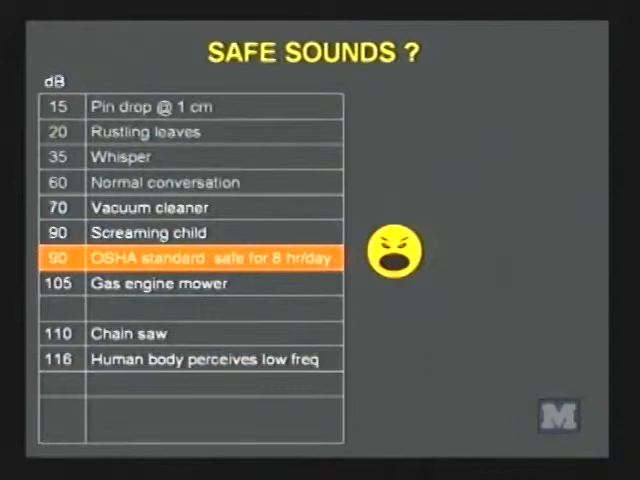 SAFE SOUNDS ?
dB
15 Pin drop @ 1 cm
20 Rustling leaves
35 Whisper
60 Normal conversation
70 Vacuum cleaner
90 Screaming child
90 OSHA standard safe for 8 hr/day
105 Gas engine mower
110 Chain saw
116 Human body perceives low freq
M